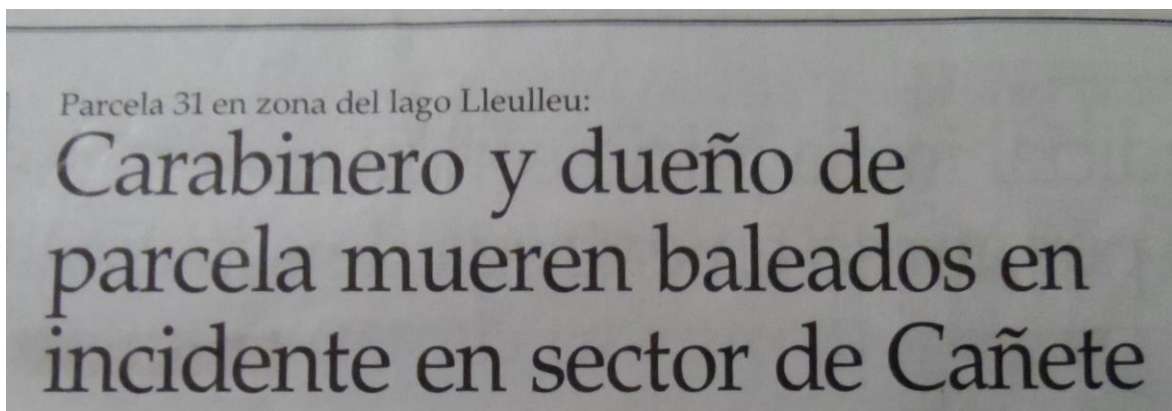 Parcela 31 en zona del lago Lleulleu:
Carabinero y dueño de
parcela mueren baleados en
incidente en sector de Cañete